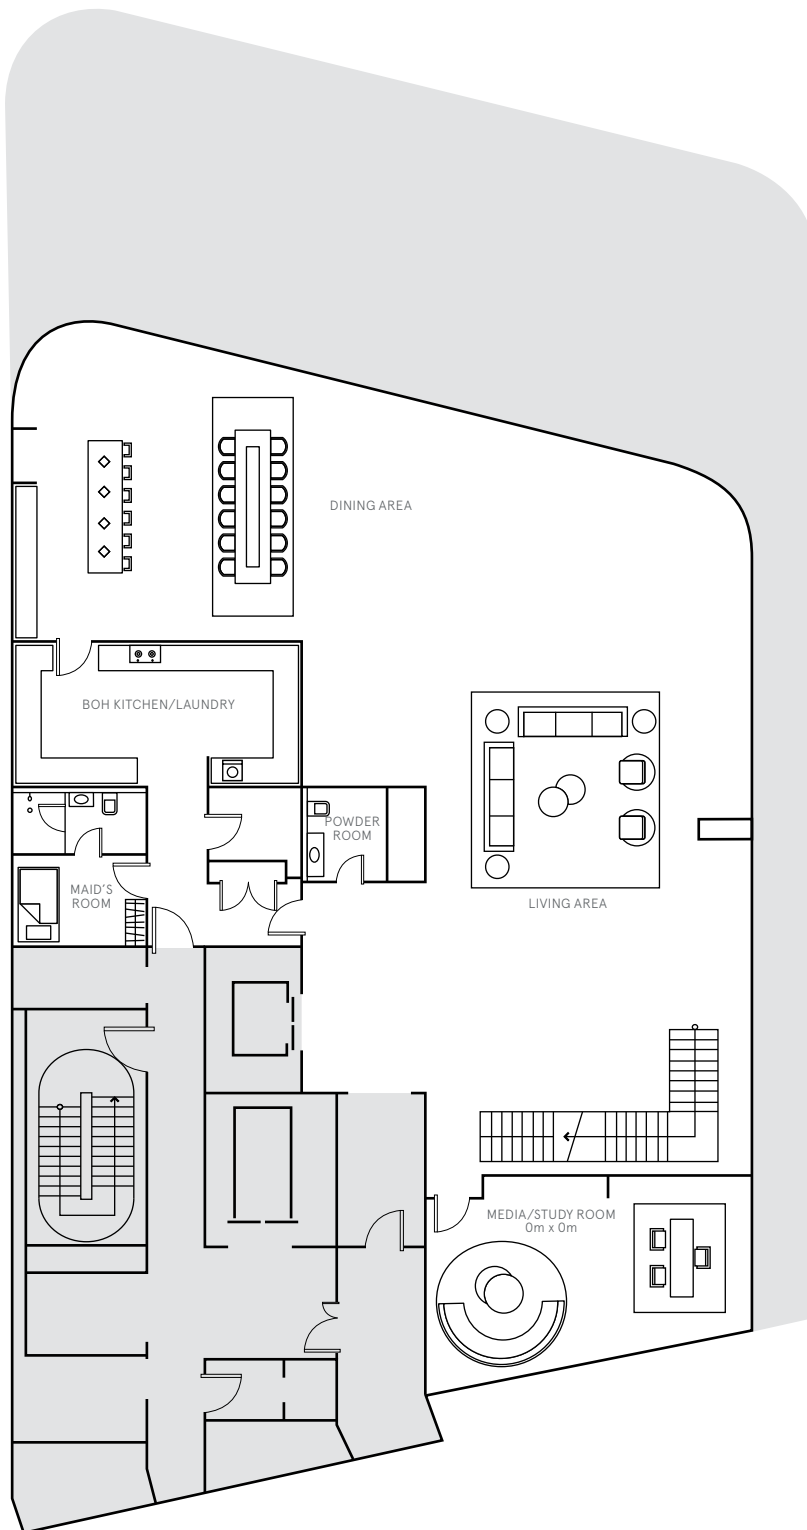 DINING AREA
BOH KITCHEN/LAUNDRY
POWDER
ROOM
MAID'S
ROOM
LIVING AREA
MEDIA/STUDY ROOM
0m x 0m